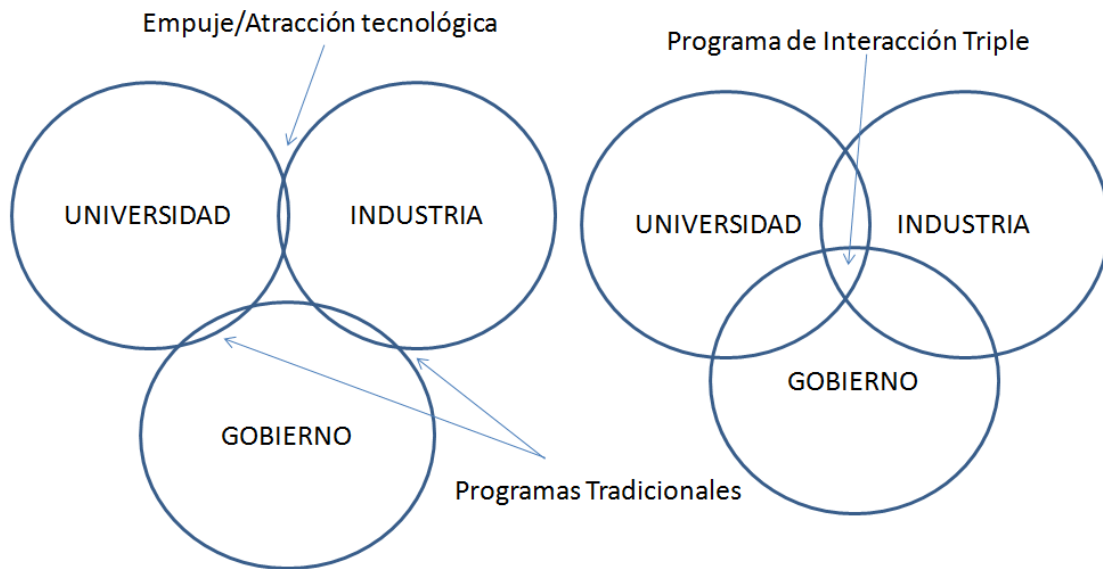 Empuje/Atracción tecnológica
UNIVERSIDAD
INDUSTRIA
GOBIERNO
Programas Tradicionales
Programa de Interacción Triple
UNIVERSIDAD
INDUSTRIA
GOBIERNO